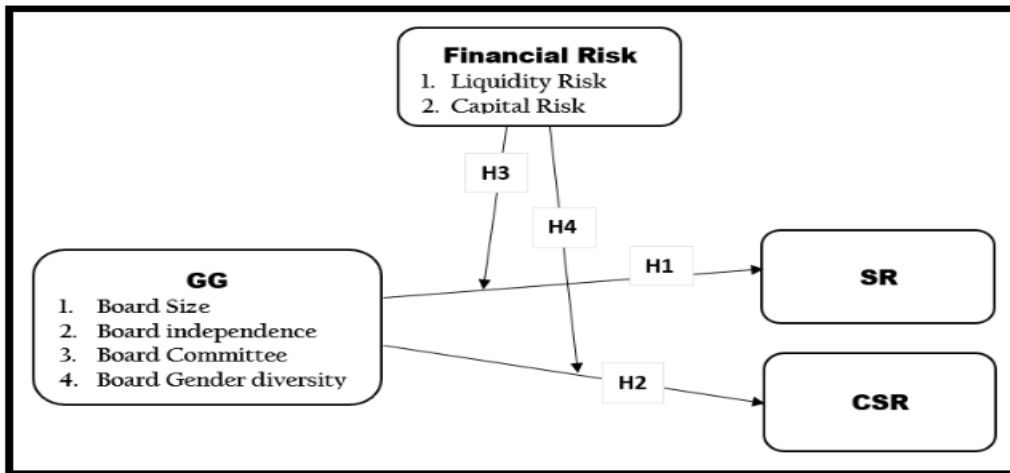 Financial Risk
1. Liquidity Risk
2. Capital Risk
H3
H4
H1
SR
GG
1. Board Size
2. Board independence
3. Board Committee
4. Board Gender diversity
H2
CSR